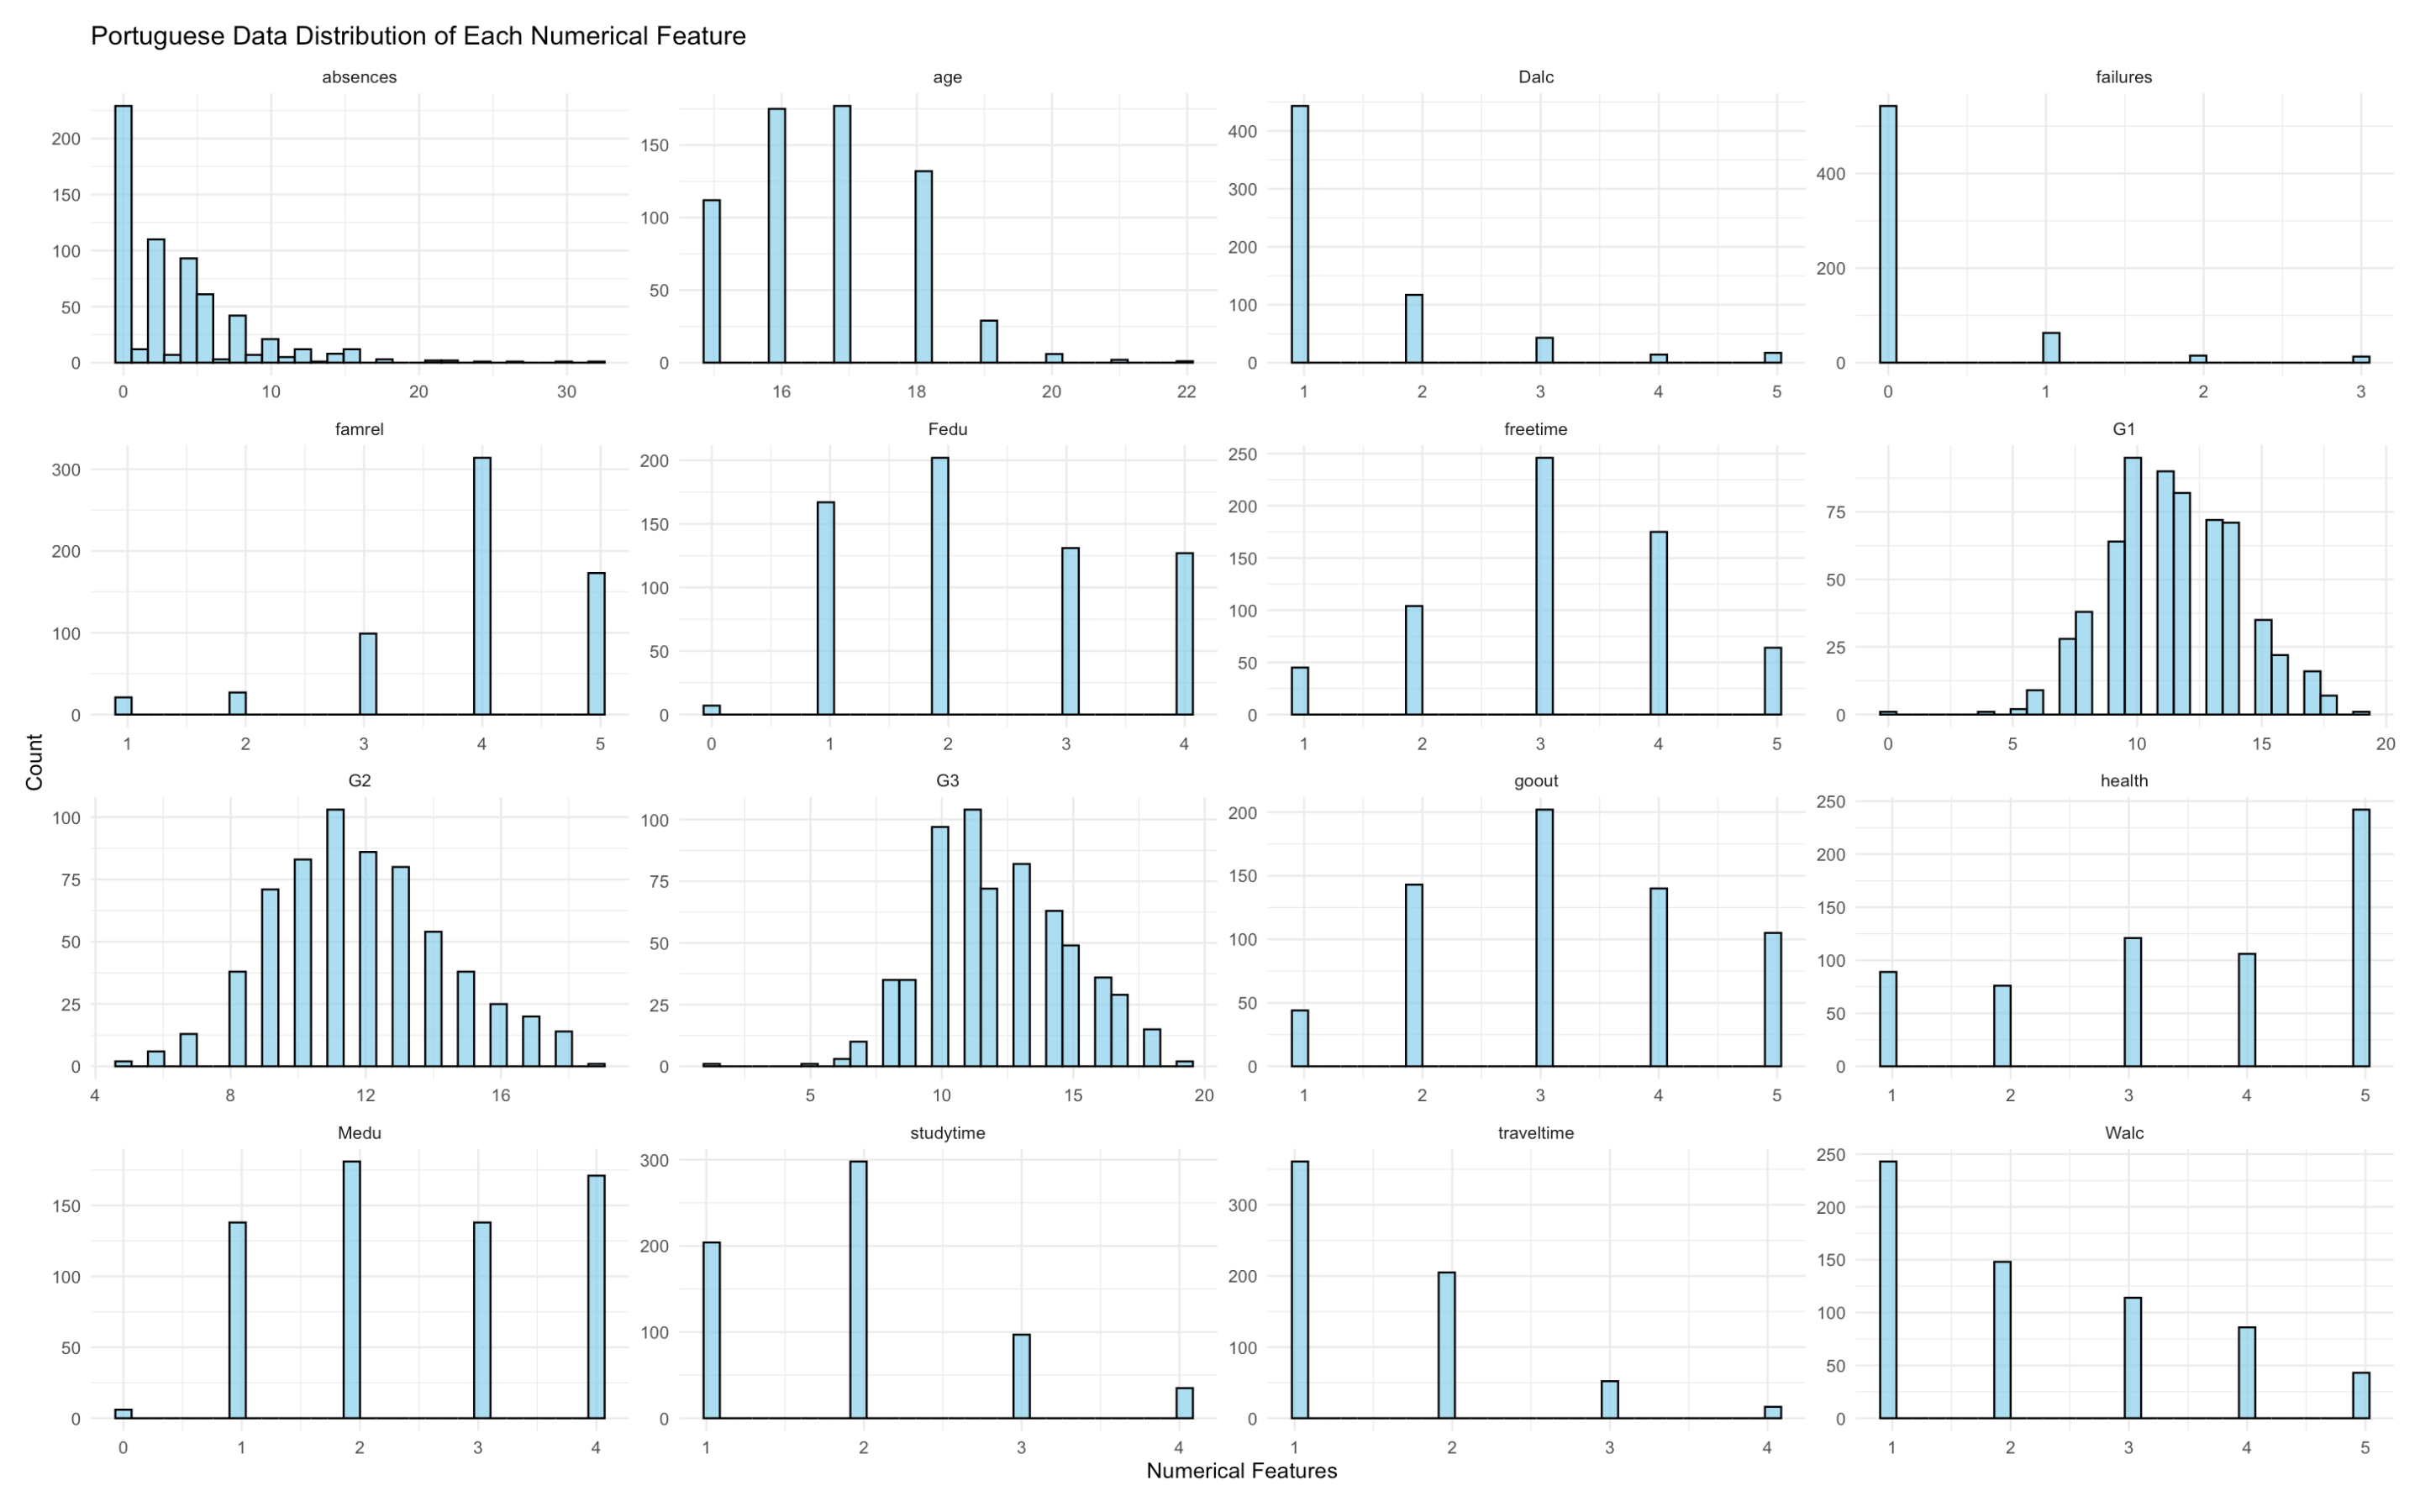 Portuguese Data Distribution of Each Numerical Feature
absences
age
Dalc
failures
200
150
100
50
0
0 10 20 30
150
100
50
0
16 18 20 22
400
300
200
100
0
1 2 3 4 5
400
200
0
0 1 2 3
famrel
Fedu
freetime
G1
300
200
100
0
1 2 3 4 5
200
150
100
50
0
0 1 2 3 4
250
200
150
100
50
0
1 2 3 4 5
75
50
25
0
0 5 10 15 20
Count
G2
G3
goout
health
100
75
50
25
0
4 8 12 16
100
75
50
25
0
5 10 15 20
200
150
100
50
0
1 2 3 4 5
250
200
150
100
50
0
1 2 3 4 5
Medu
studytime
traveltime
Walc
150
100
50
0
0 1 2 3 4
300
200
100
0
1 2 3 4
300
200
100
0
1 2 3 4
250
200
150
100
50
0
1 2 3 4 5
Numerical Features